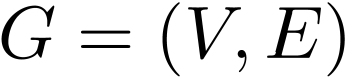 G = (V, E)